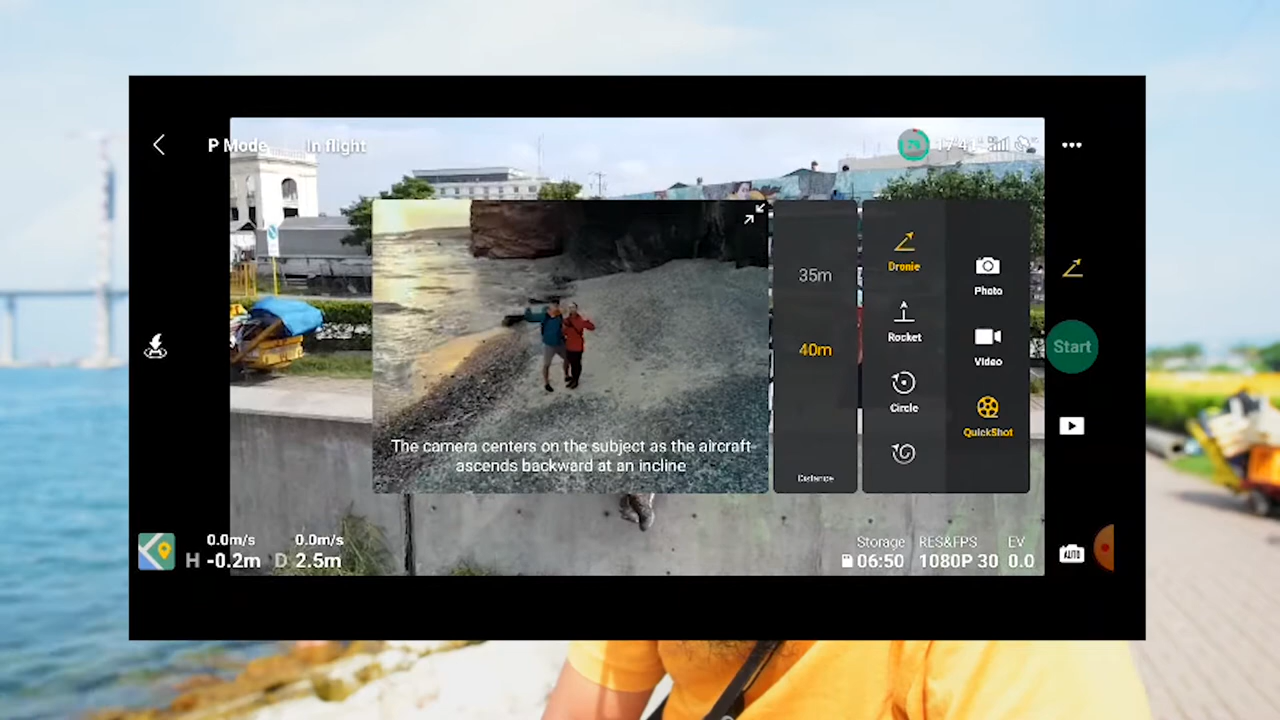 P Mode
In flight
17'41"
35m
40m
Distance
Dronie
Rocket
Circle
Photo
Video
QuickShot
Start
The camera centers on the subject as the aircraft
ascends backward at an incline
0.0m/s
0.0m/s
H -0.2m
D 2.5m
Storage
RES&FPS
EV
06:50
1080P 30
0.0
AUTO